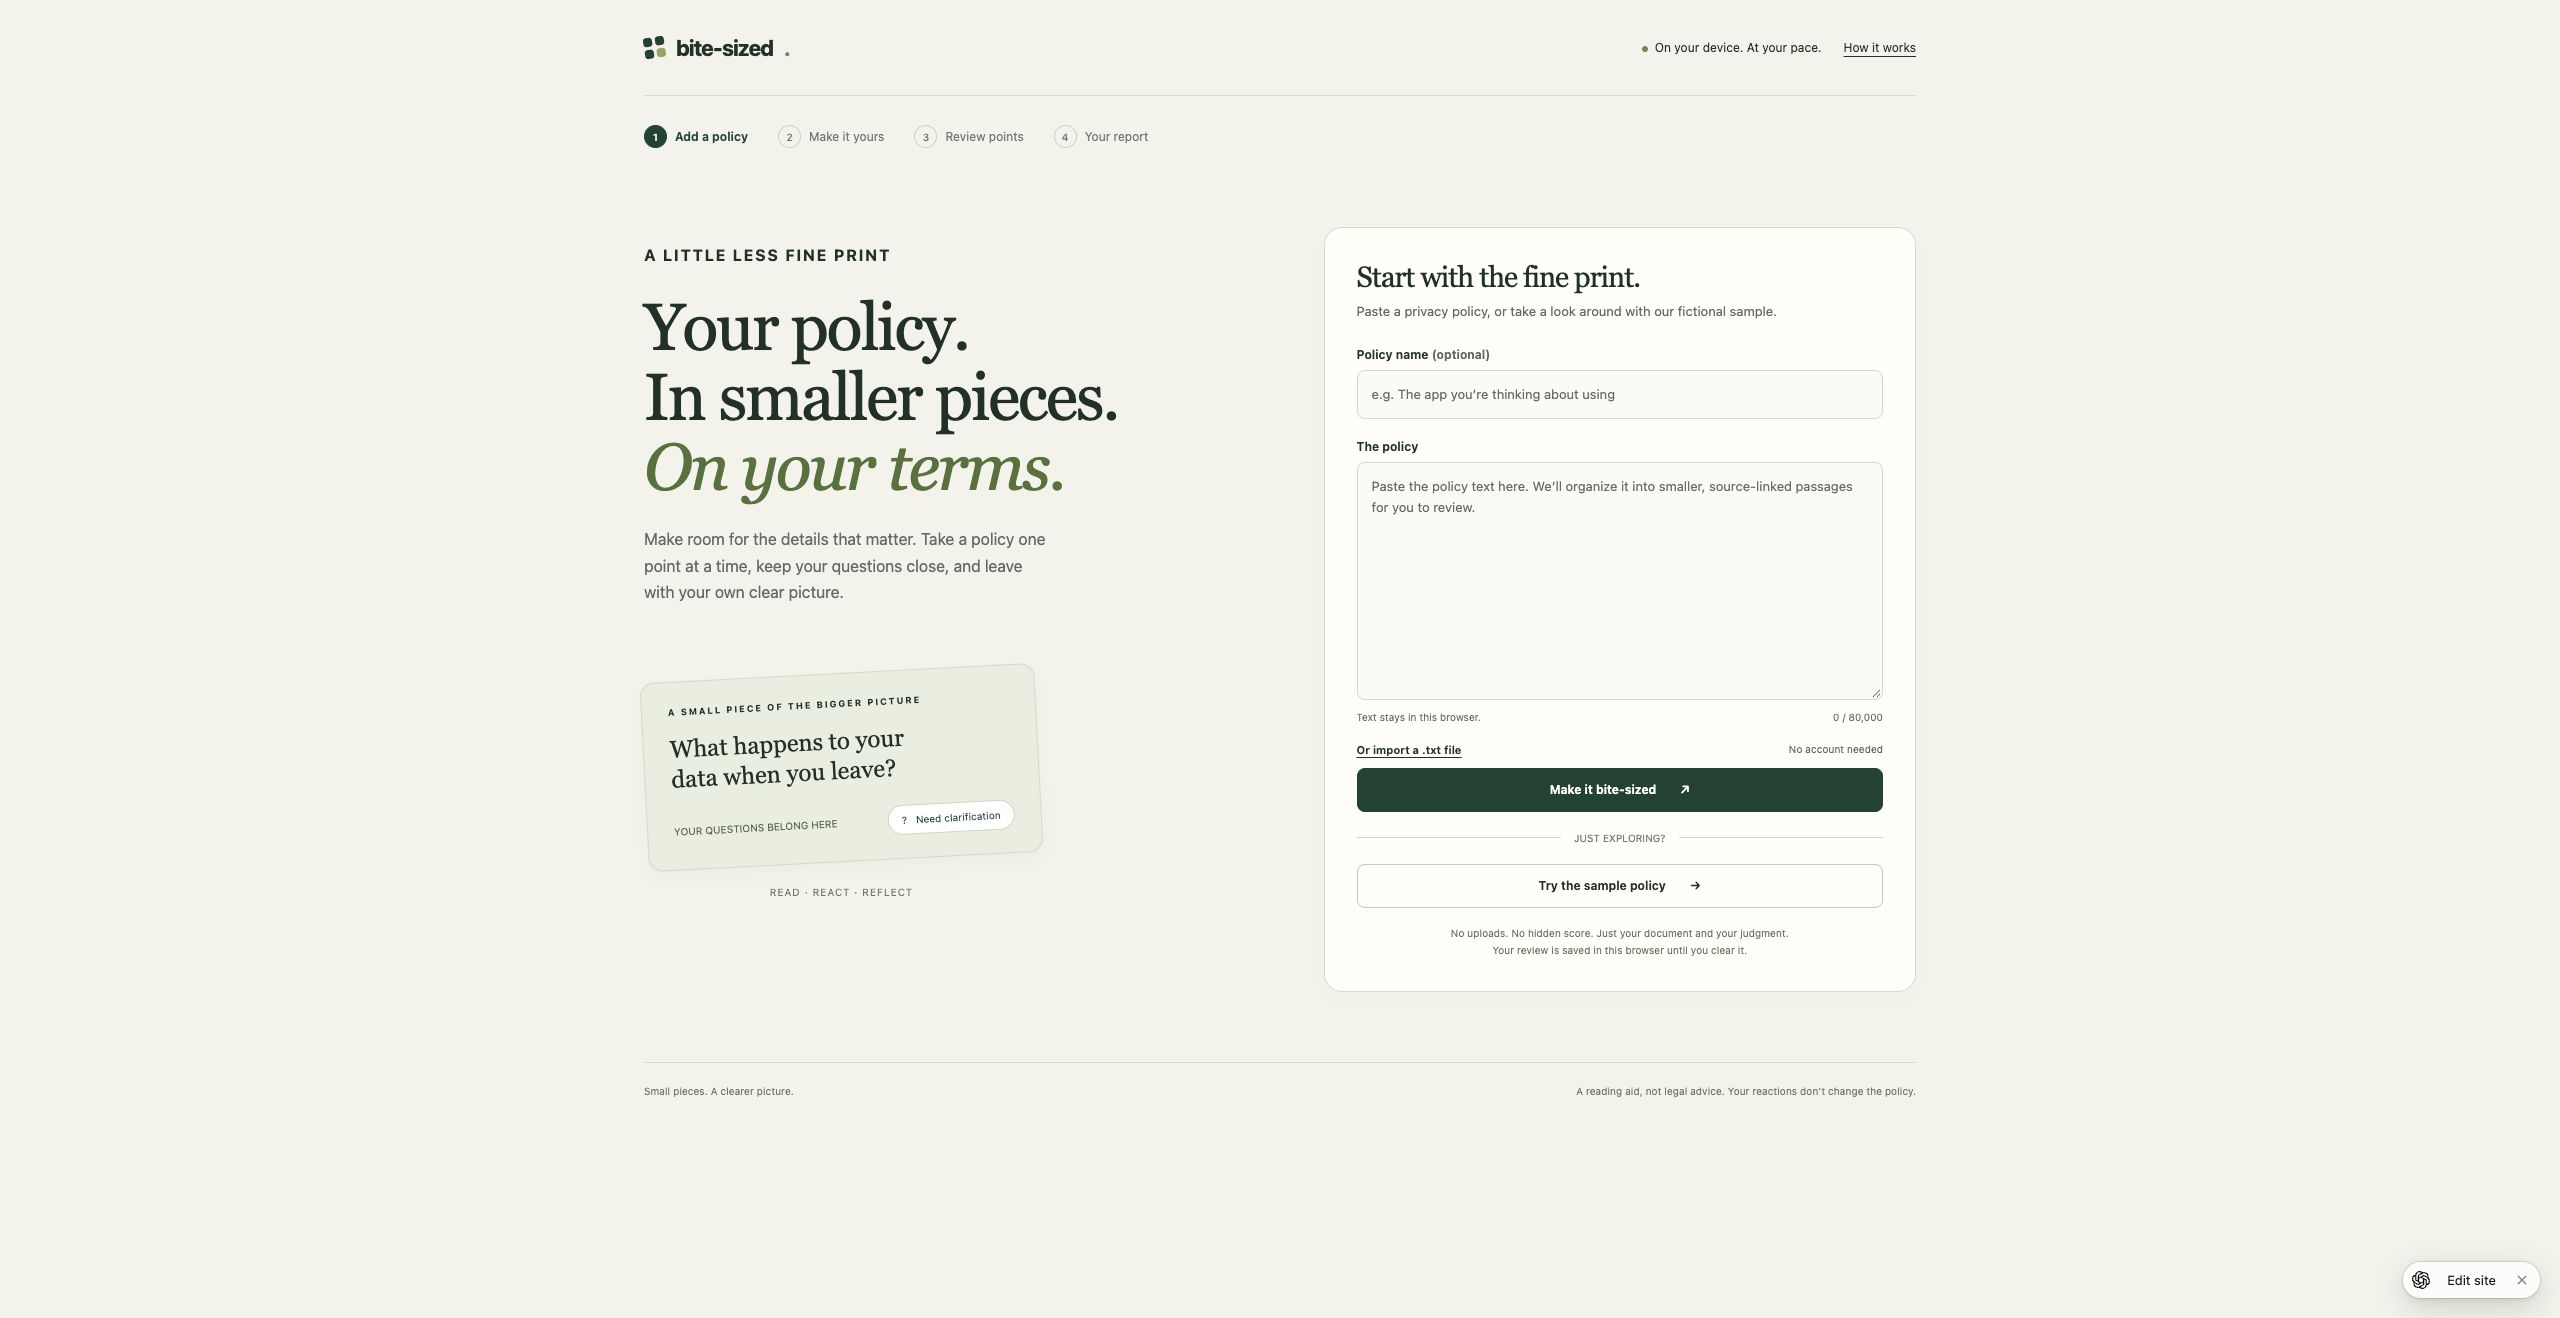 bite-sized .
On your device. At your pace.
How it works
1 Add a policy
2 Make it yours
3 Review points
4 Your report
A LITTLE LESS FINE PRINT
Your policy.
In smaller pieces.
On your terms.
Make room for the details that matter. Take a policy one
point at a time, keep your questions close, and leave
with your own clear picture.
A SMALL PIECE OF THE BIGGER PICTURE
What happens to your
data when you leave?
YOUR QUESTIONS BELONG HERE
? Need clarification
READ · REACT · REFLECT
Start with the fine print.
Paste a privacy policy, or take a look around with our fictional sample.
Policy name (optional)
e.g. The app you’re thinking about using
The policy
Paste the policy text here. We’ll organize it into smaller, source-linked passages
for you to review.
Text stays in this browser.
0 / 80,000
Or import a .txt file
No account needed
Make it bite-sized ↗
JUST EXPLORING?
Try the sample policy →
No uploads. No hidden score. Just your document and your judgment.
Your review is saved in this browser until you clear it.
Small pieces. A clearer picture.
A reading aid, not legal advice. Your reactions don’t change the policy.
Edit site ×